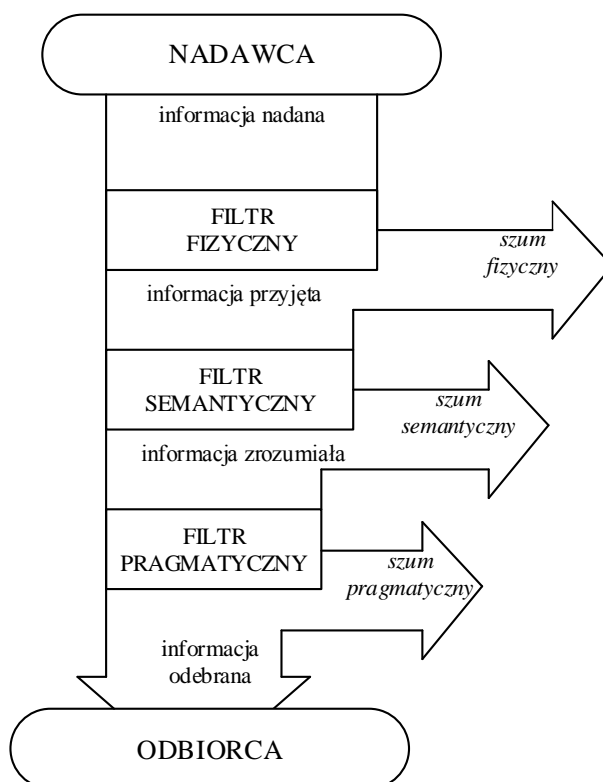 NADAWCA
informacja nadana
FILTR
FIZYCZNY
szum
fizyczny
informacja przyjęta
FILTR
SEMANTYCZNY
szum
semantyczny
informacja zrozumiała
FILTR
PRAGMATYCZNY
szum
pragmatyczny
informacja
odebrana
ODBIORCA